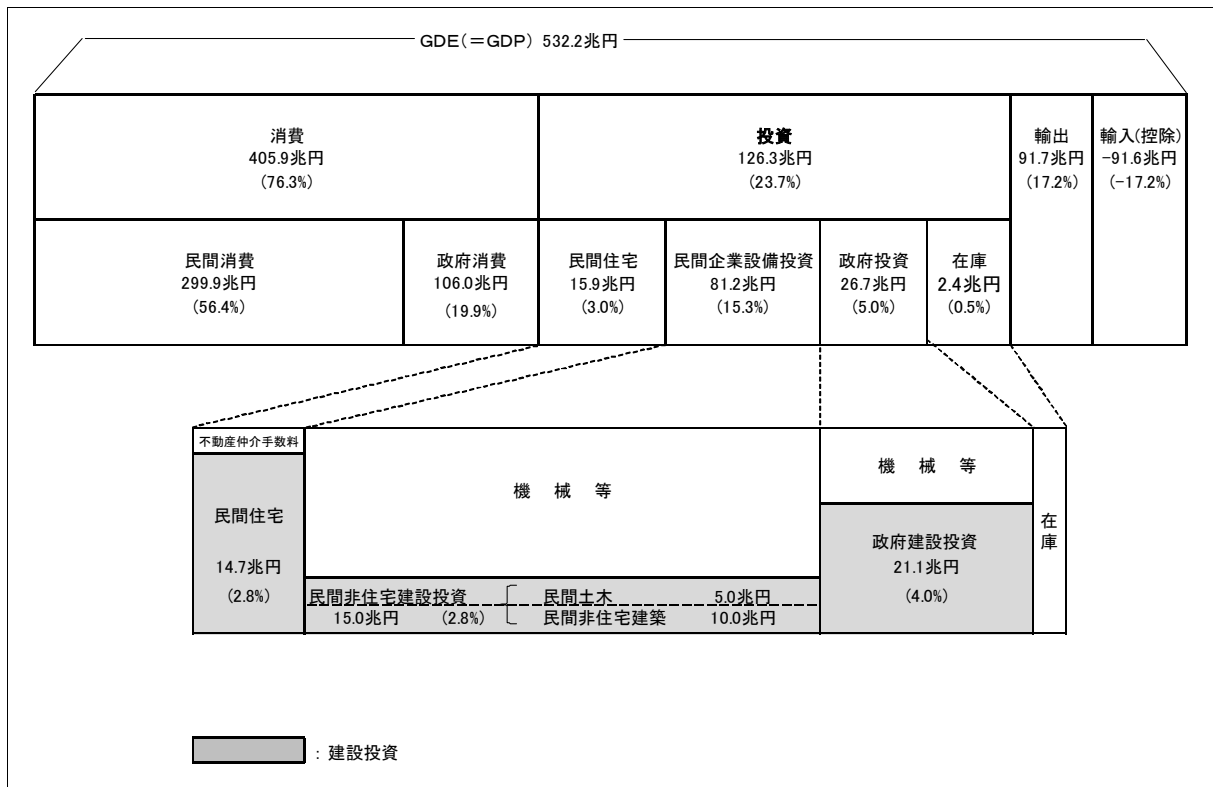 GDE(=GDP) 532.2兆円
消費
405.9兆円
(76.3%)
投資
126.3兆円
(23.7%)
輸出
91.7兆円
(17.2%)
輸入(控除)
-91.6兆円
(-17.2%)
民間消費
299.9兆円
(56.4%)
政府消費
106.0兆円
(19.9%)
民間住宅
15.9兆円
(3.0%)
民間企業設備投資
81.2兆円
(15.3%)
政府投資
26.7兆円
(5.0%)
在庫
2.4兆円
(0.5%)
不動産仲介手数料
民間住宅
14.7兆円
(2.8%)
機 械 等
民間非住宅建設投資 民間土木 5.0兆円
15.0兆円 (2.8%) 民間非住宅建築 10.0兆円
機 械 等
政府建設投資
21.1兆円
(4.0%)
在庫
:建設投資